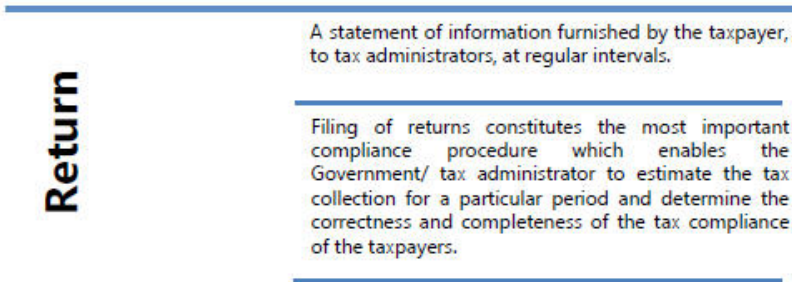 Return
A statement of information furnished by the taxpayer,
to tax administrators, at regular intervals.
Filing of returns constitutes the most important
compliance procedure which enables the
Government/ tax administrator to estimate the tax
collection for a particular period and determine the
correctness and completeness of the tax compliance
of the taxpayers.